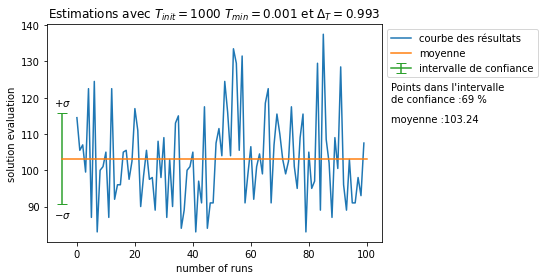 Estimations avec T_init = 1000 T_min = 0.001 et Δ_T = 0.993
courbe des résultats
moyenne
intervalle de confiance
Points dans l'intervalle
de confiance :69 %
moyenne :103.24
solution evaluation
140
130
120
110
100
90
+σ
−σ
0
20
40
60
80
100
number of runs